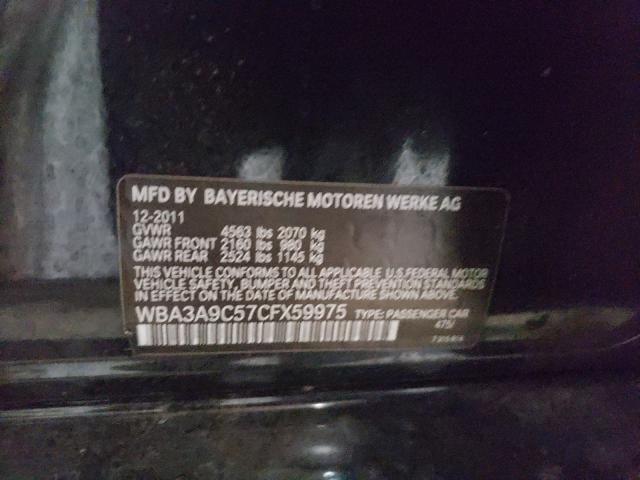 MFD BY BAYERISCHE MOTOREN WERKE AG
12-2011
GVWR 4563 lbs 2070 kg
GAWR FRONT 2160 lbs 980 kg
GAWR REAR 2524 lbs 1145 kg
THIS VEHICLE CONFORMS TO ALL APPLICABLE U.S.FEDERAL MOTOR
VEHICLE SAFETY, BUMPER AND THEFT PREVENTION STANDARDS
IN EFFECT ON THE DATE OF MANUFACTURE SHOWN ABOVE.
WBA3A9C57CFX59975 TYPE: PASSENGER CAR
475/